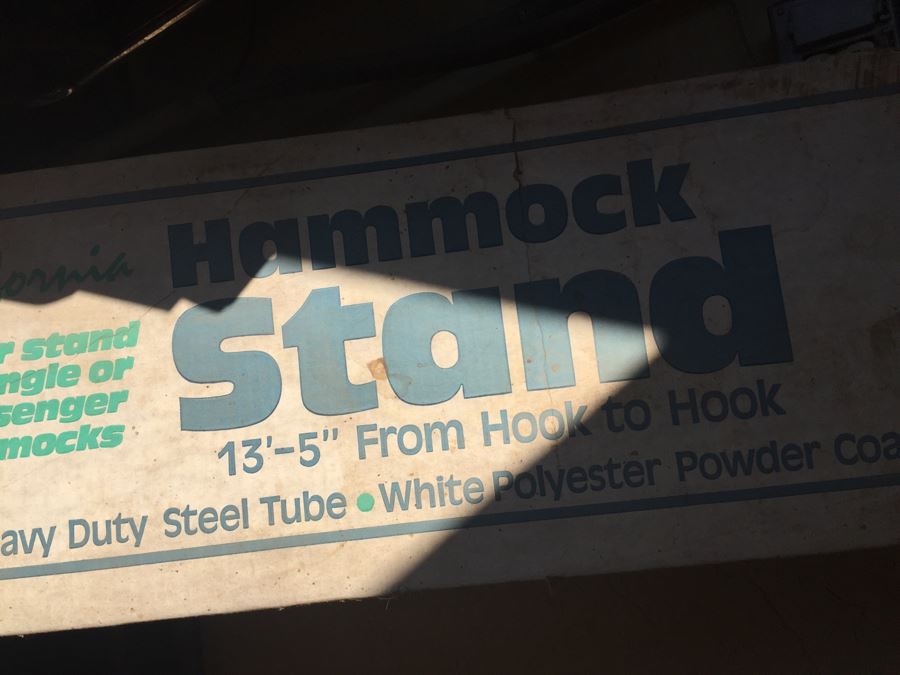 Hammock
Stand
ornia
r stand
ngle or
senger
mocks
13'-5" From Hook to Hook
avy Duty Steel Tube • White Polyester Powder Coa